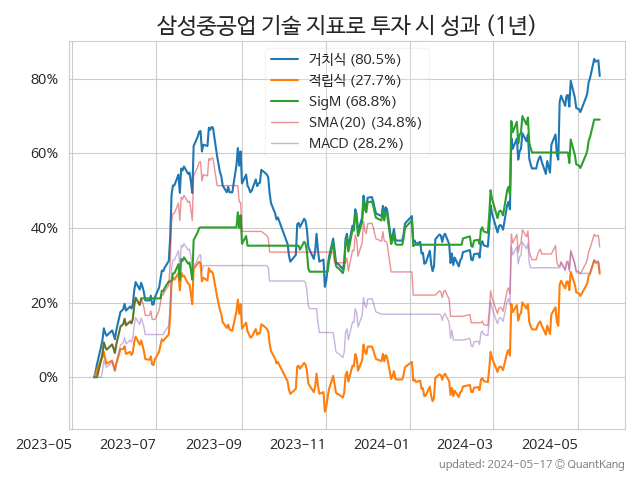 삼성중공업 기술 지표로 투자 시 성과 (1년)
거치식 (80.5%)
적립식 (27.7%)
SigM (68.8%)
SMA(20) (34.8%)
MACD (28.2%)
80%
60%
40%
20%
0%
2023-05 2023-07 2023-09 2023-11 2024-01 2024-03 2024-05
updated: 2024-05-17 © QuantKang